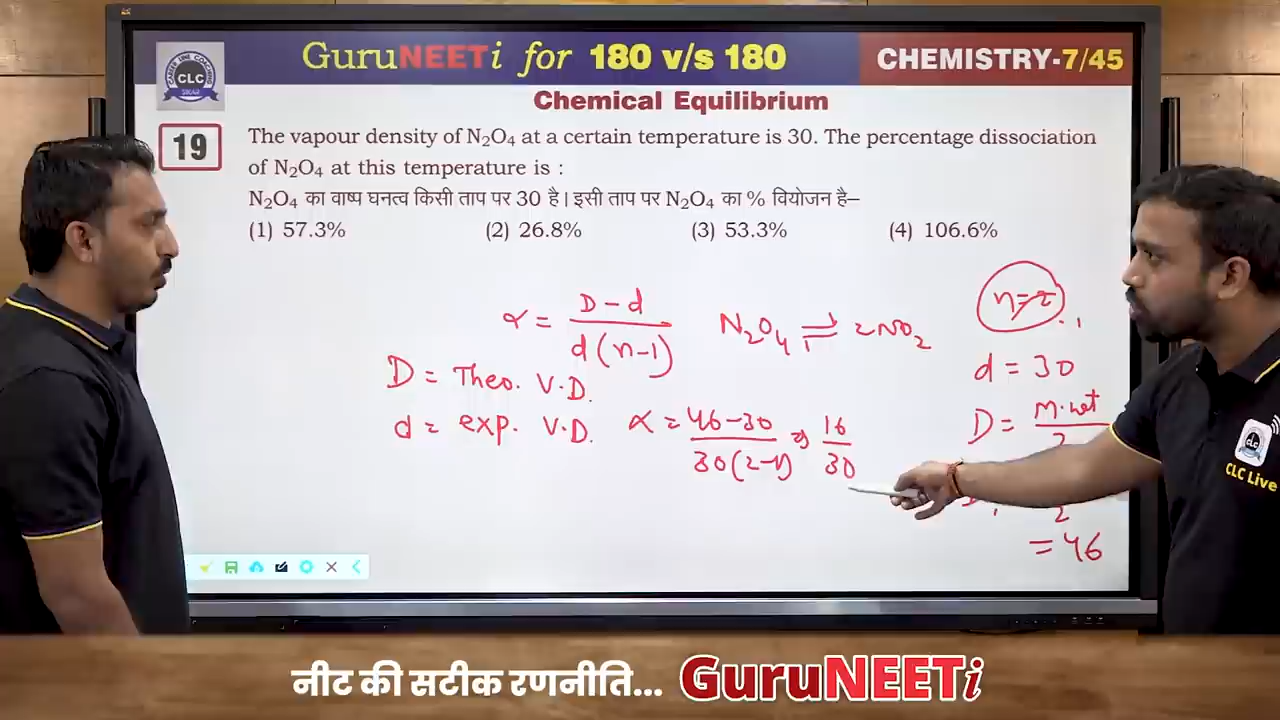 GuruNEETi for 180 v/s 180
CHEMISTRY-7/45
CLC
SIKAR
Chemical Equilibrium
19
The vapour density of N₂O₄ at a certain temperature is 30. The percentage dissociation
of N₂O₄ at this temperature is :
N₂O₄ का वाष्प घनत्व किसी ताप पर 30 है। इसी ताप पर N₂O₄ का % वियोजन है–
(1) 57.3% (2) 26.8% (3) 53.3% (4) 106.6%
α = D – d / d(n–1)
N₂O₄ ⇌ 2NO₂
n = 2
d = 30
D = Theo. V.D.
d = exp. V.D.
α = 46–30 / 30(2–1) ⇒ 16 / 30
D = M.wt / 2
2
= 46
CLC Live
नीट की सटीक रणनीति... GuruNEETi